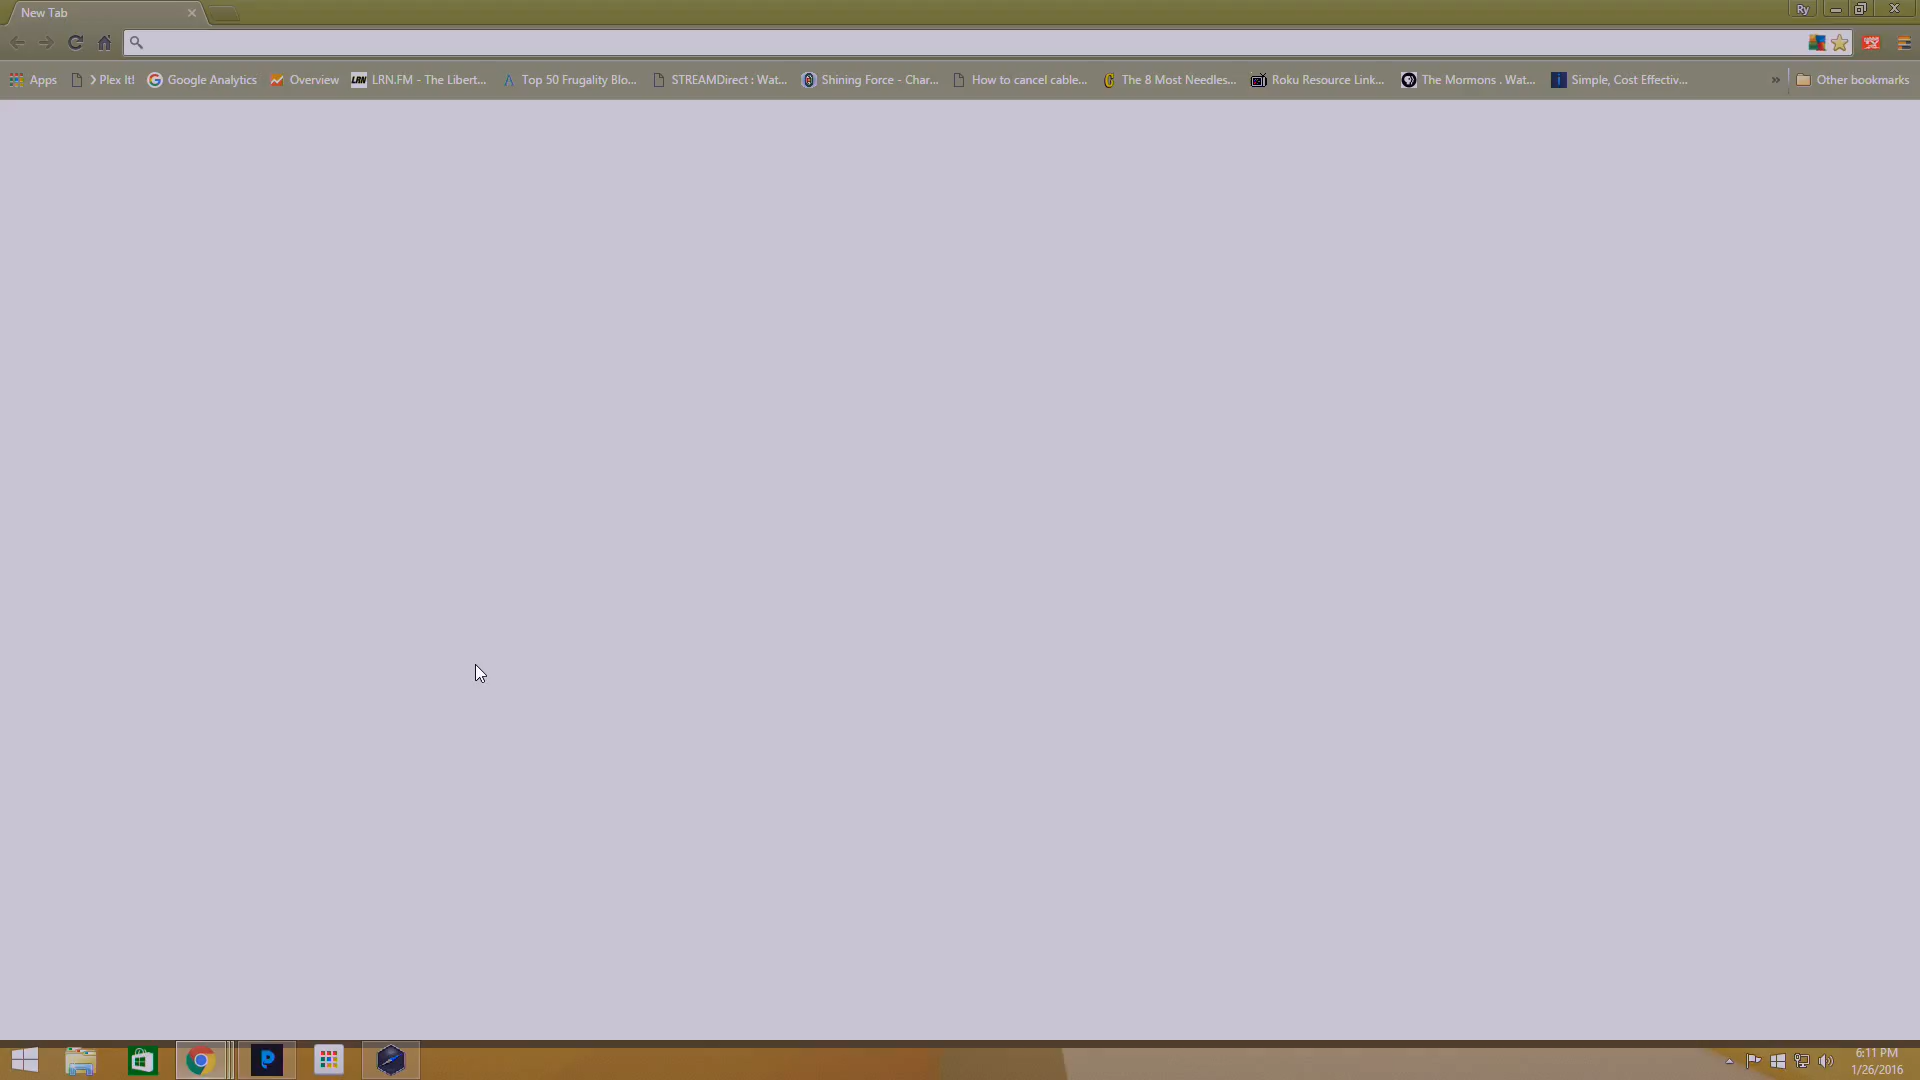 New Tab
Ry
Apps
Plex It!
Google Analytics
Overview
LRN
LRN.FM - The Libert...
Top 50 Frugality Blo...
STREAMDirect : Wat...
Shining Force - Char...
How to cancel cable...
The 8 Most Needles...
Roku Resource Link...
The Mormons . Wat...
Simple, Cost Effectiv...
»
Other bookmarks
6:11 PM
1/26/2016